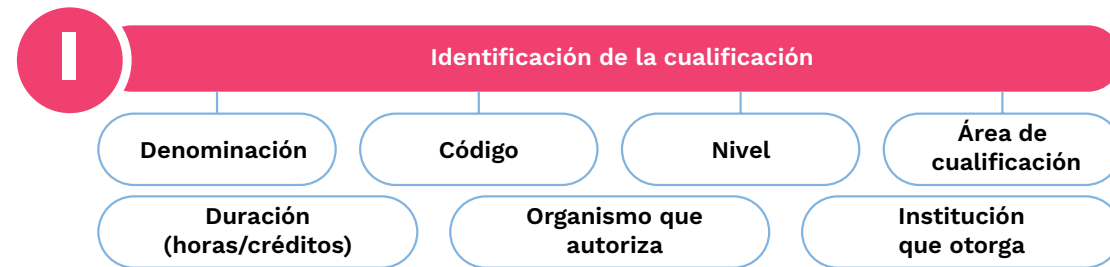 I
Identificación de la cualificación
Denominación
Código
Nivel
Área de
cualificación
Duración
(horas/créditos)
Organismo que
autoriza
Institución
que otorga